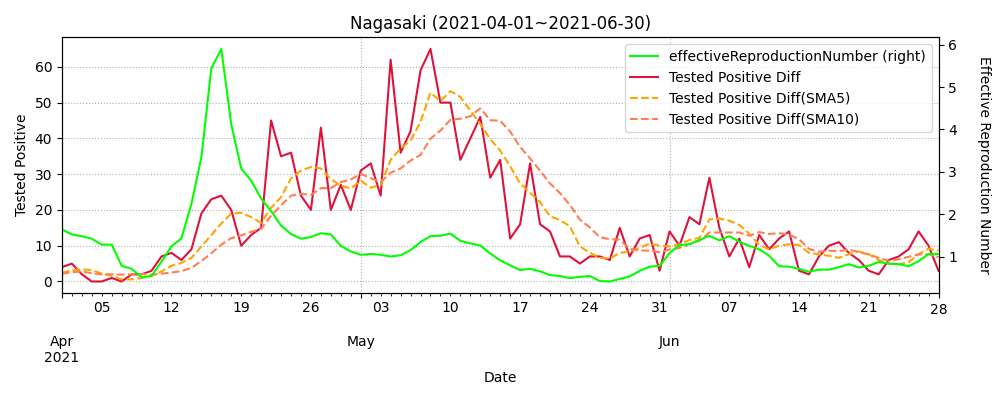 Nagasaki (2021-04-01~2021-06-30)
effectiveReproductionNumber (right)
Tested Positive Diff
Tested Positive Diff(SMA5)
Tested Positive Diff(SMA10)
Tested Positive
60
50
40
30
20
10
0
Effective Reproduction Number
6
5
4
3
2
1
05 12 19 26 03 10 17 24 31 07 14 21 28
Apr May Jun
2021
Date